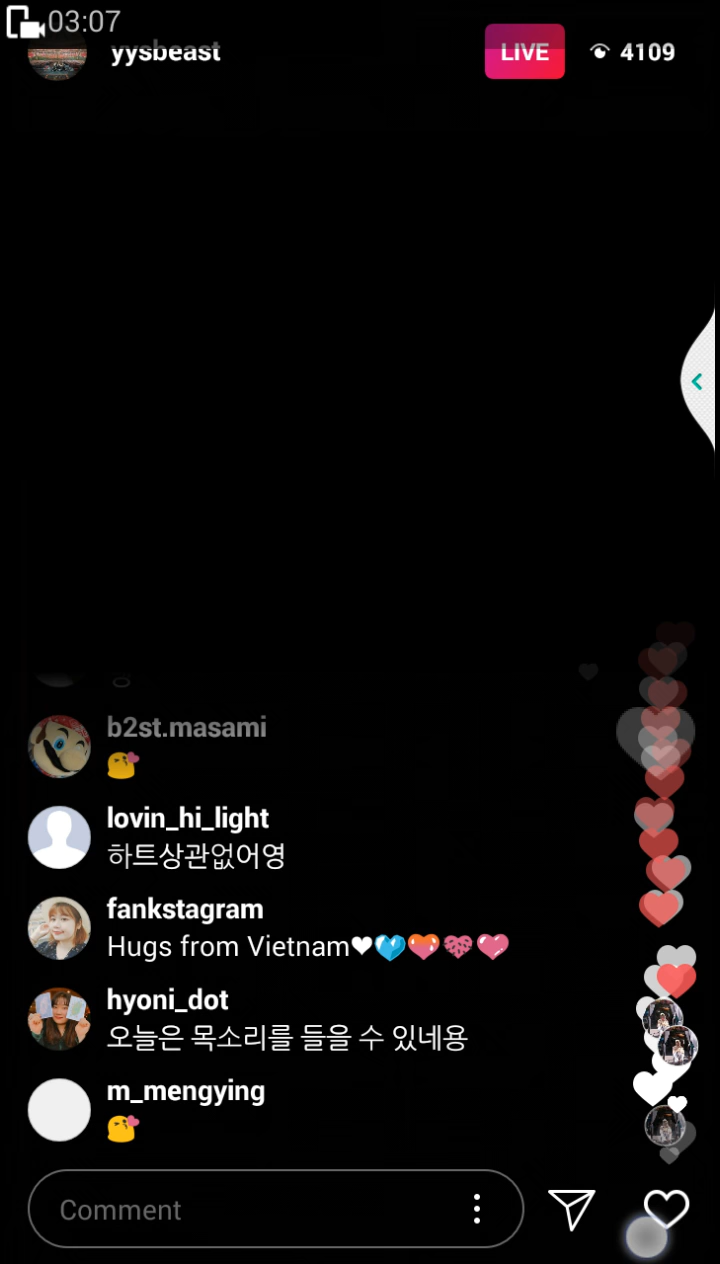 03:07
yysbeast
LIVE
4109
b2st.masami
😘
lovin_hi_light
하트상관없어영
fankstagram
Hugs from Vietnam
hyoni_dot
오늘은 목소리를 들을 수 있네용
m_mengying
😘
Comment